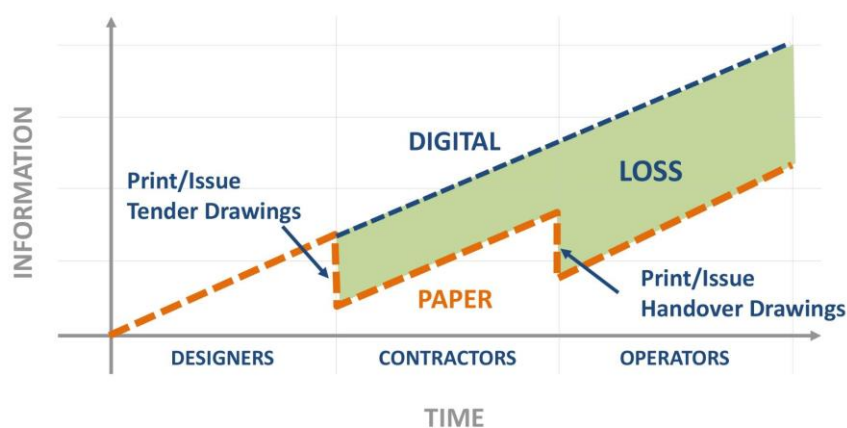 INFORMATION
DIGITAL
Print/Issue
Tender Drawings
LOSS
PAPER
Print/Issue
Handover Drawings
DESIGNERS
CONTRACTORS
OPERATORS
TIME